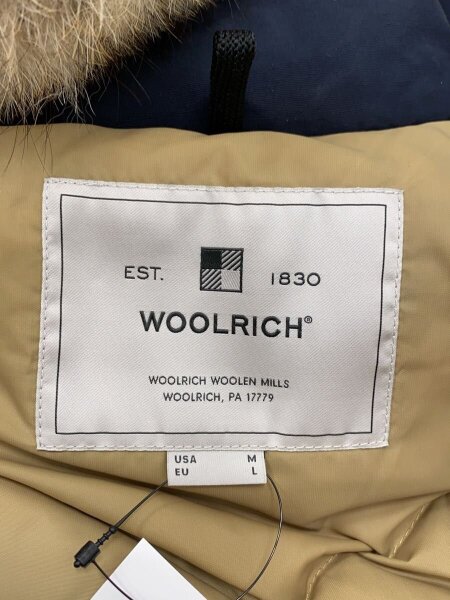 EST. 1830
WOOLRICH®
WOOLRICH WOOLEN MILLS
WOOLRICH, PA 17779
USA M
EU L